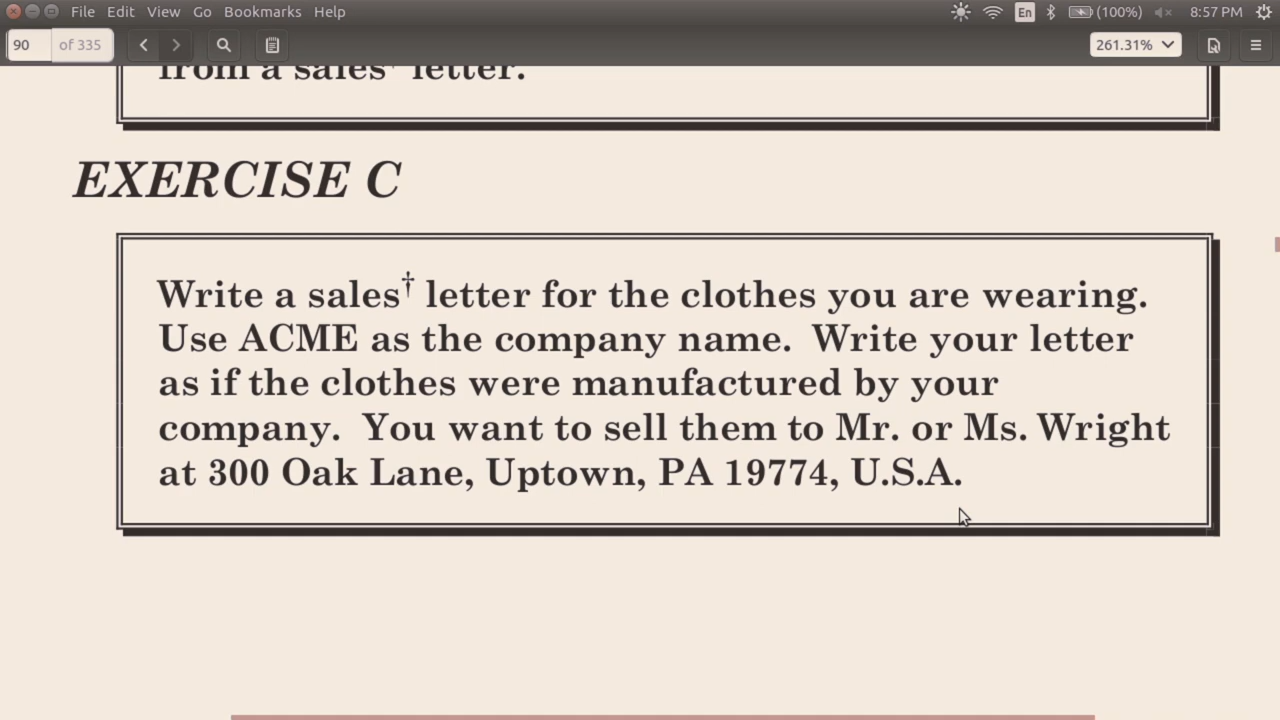 File Edit View Go Bookmarks Help
En
(100%)
8:57 PM
90 of 335
261.31%
from a sales† letter.
EXERCISE C
Write a sales† letter for the clothes you are wearing.
Use ACME as the company name. Write your letter
as if the clothes were manufactured by your
company. You want to sell them to Mr. or Ms. Wright
at 300 Oak Lane, Uptown, PA 19774, U.S.A.